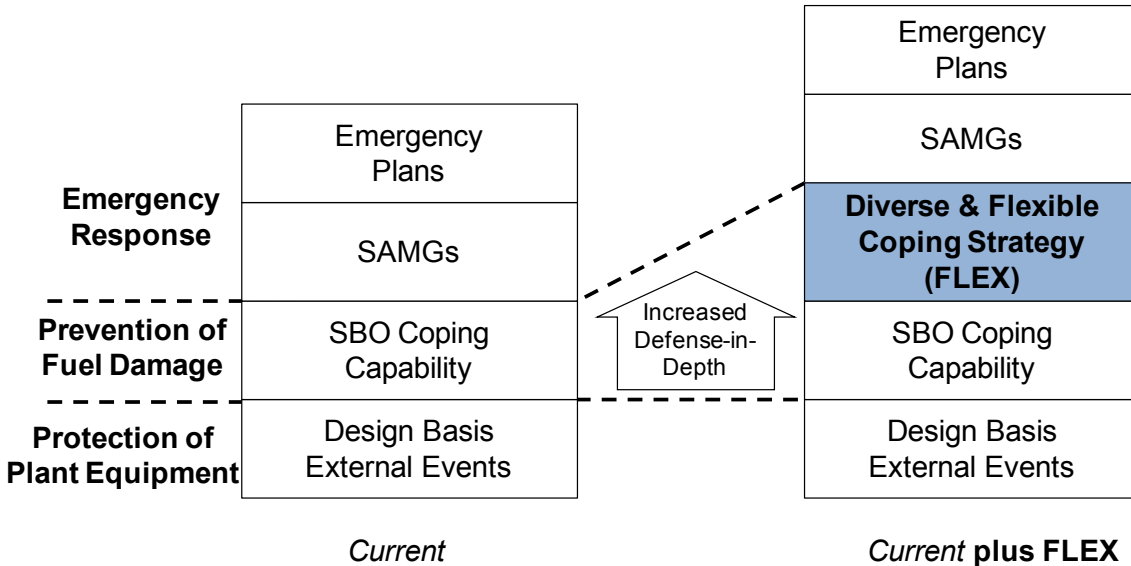 Emergency
Response
Prevention of
Fuel Damage
Protection of
Plant Equipment
Emergency
Plans
SAMGs
SBO Coping
Capability
Design Basis
External Events
Current
Increased
Defense-in-
Depth
Emergency
Plans
SAMGs
Diverse & Flexible
Coping Strategy
(FLEX)
SBO Coping
Capability
Design Basis
External Events
Current plus FLEX